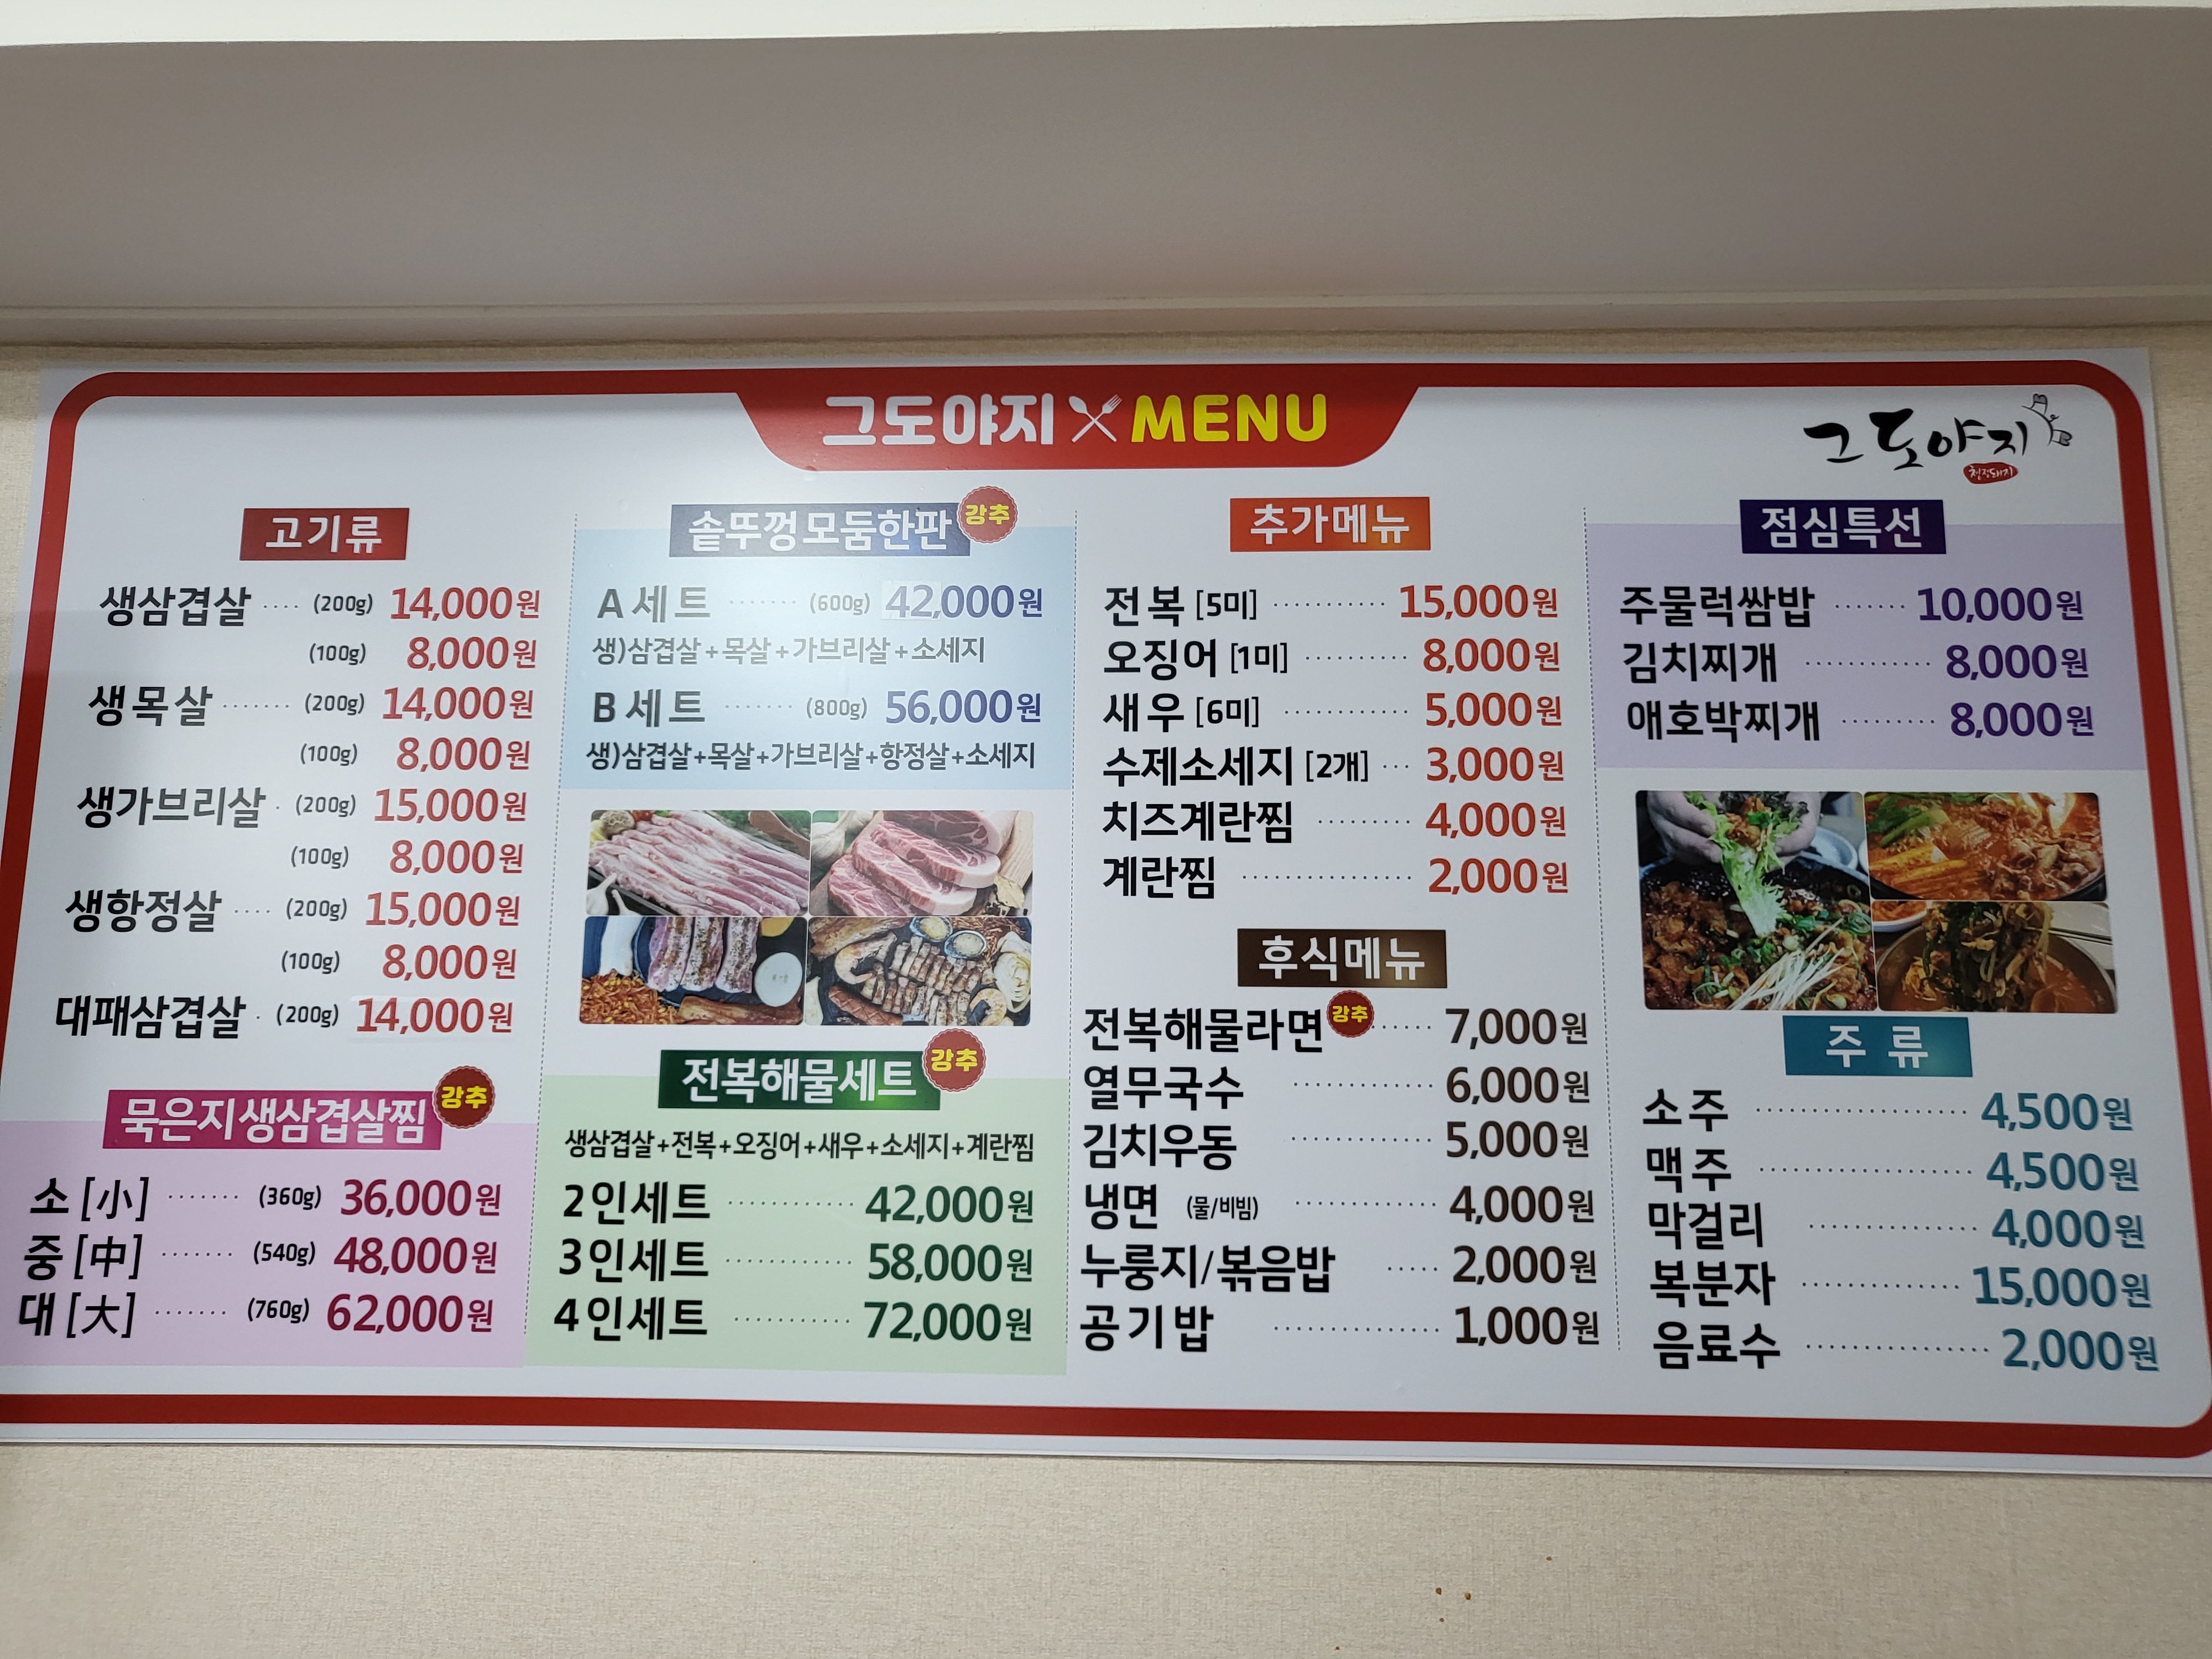 그도야지 MENU
그도야지
청정돼지
고기류
생삼겹살 ···· (200g) 14,000원
(100g) 8,000원
생목살 ······· (200g) 14,000원
(100g) 8,000원
생가브리살 · (200g) 15,000원
(100g) 8,000원
생항정살 ···· (200g) 15,000원
(100g) 8,000원
대패삼겹살 · (200g) 14,000원
묵은지생삼겹살찜 강추
소[小] ······· (360g) 36,000원
중[中] ······· (540g) 48,000원
대[大] ······· (760g) 62,000원
솥뚜껑모둠한판 강추
A세트 ······· (600g) 42,000원
생)삼겹살+목살+가브리살+소세지
B세트 ······· (800g) 56,000원
생)삼겹살+목살+가브리살+항정살+소세지
전복해물세트 강추
생삼겹살+전복+오징어+새우+소세지+계란찜
2인세트 ············· 42,000원
3인세트 ············· 58,000원
4인세트 ············ 72,000원
추가메뉴
전복[5미] ············ 15,000원
오징어[1미] ··········· 8,000원
새우[6미] ············· 5,000원
수제소세지[2개] ··· 3,000원
치즈계란찜 ·········· 4,000원
계란찜 ·················· 2,000원
후식메뉴
전복해물라면 강추 ······ 7,000원
열무국수 ·············· 6,000원
김치우동 ·············· 5,000원
냉면 (물/비빔) ·············· 4,000원
누룽지/볶음밥 ····· 2,000원
공기밥 ················· 1,000원
점심특선
주물럭쌈밥 ······· 10,000원
김치찌개 ············· 8,000원
애호박찌개 ·········· 8,000원
주류
소주 ····················· 4,500원
맥주 ····················· 4,500원
막걸리 ················ 4,000원
복분자 ················ 15,000원
음료수 ·················· 2,000원